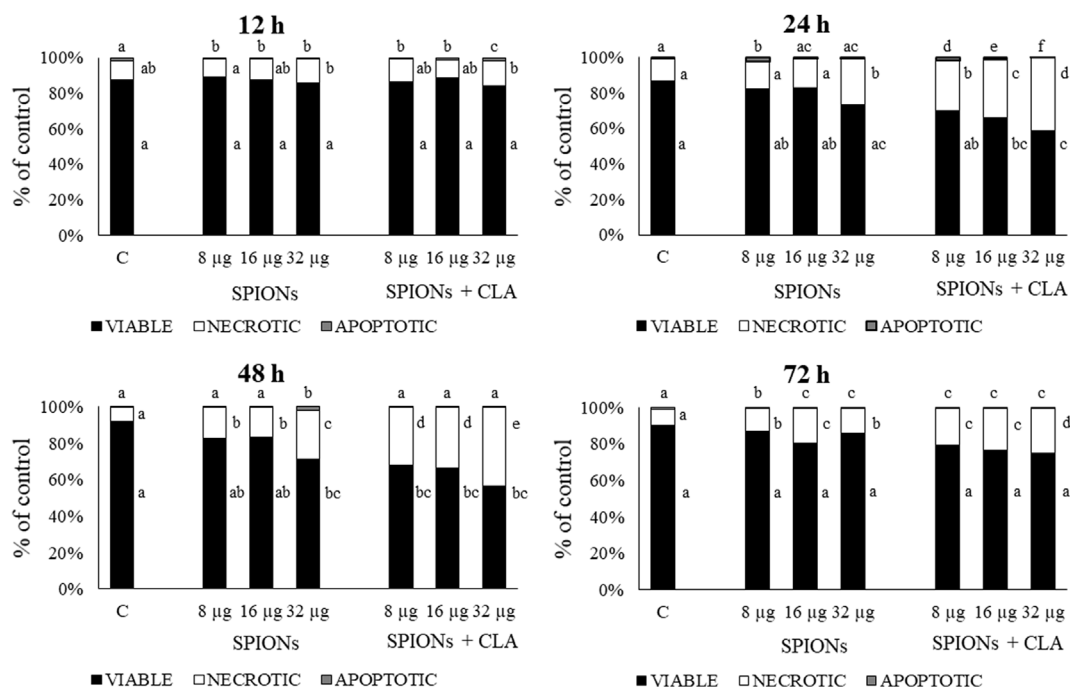 12 h
a b b b b b c
100%
80%
60%
40%
20%
0%
% of control
ab a ab b ab ab b
a a a a a a a
C 8 µg 16 µg 32 µg 8 µg 16 µg 32 µg
SPIONs SPIONs + CLA
VIABLE NECROTIC APOPTOTIC
24 h
a b ac ac d e f
100%
80%
60%
40%
20%
0%
% of control
a a a b b c d
a ab ab ac ab bc c
C 8 µg 16 µg 32 µg 8 µg 16 µg 32 µg
SPIONs SPIONs + CLA
VIABLE NECROTIC APOPTOTIC
48 h
a a a b a a a
100%
80%
60%
40%
20%
0%
% of control
a b b c d d e
a ab ab bc bc bc bc
C 8 µg 16 µg 32 µg 8 µg 16 µg 32 µg
SPIONs SPIONs + CLA
VIABLE NECROTIC APOPTOTIC
72 h
a b c c c c c
100%
80%
60%
40%
20%
0%
% of control
a b c b c c d
a a a a a a a
C 8 µg 16 µg 32 µg 8 µg 16 µg 32 µg
SPIONs SPIONs + CLA
VIABLE NECROTIC APOPTOTIC